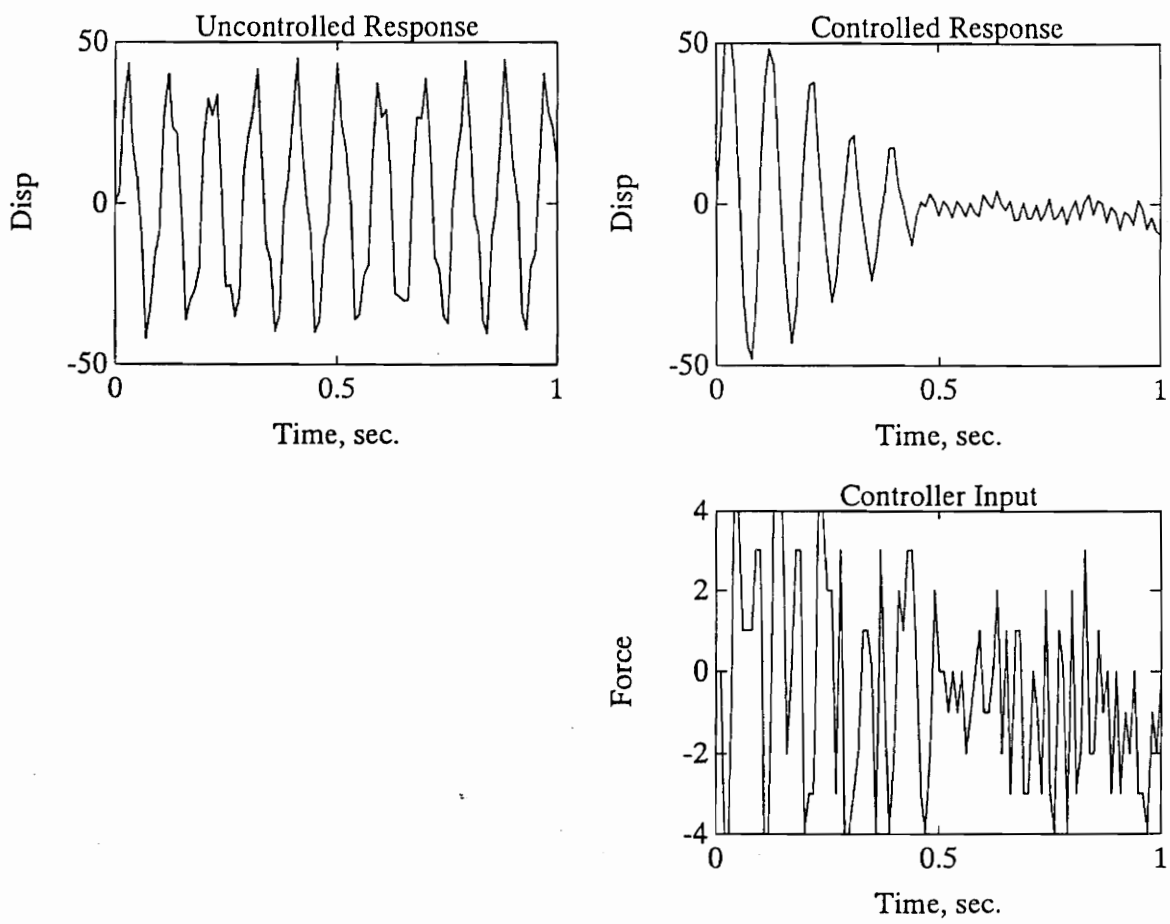 Uncontrolled Response
50
0
-50
Disp
0
0.5
1
Time, sec.
Controlled Response
50
0
-50
Disp
0
0.5
1
Time, sec.
Controller Input
4
2
0
-2
-4
Force
0
0.5
1
Time, sec.